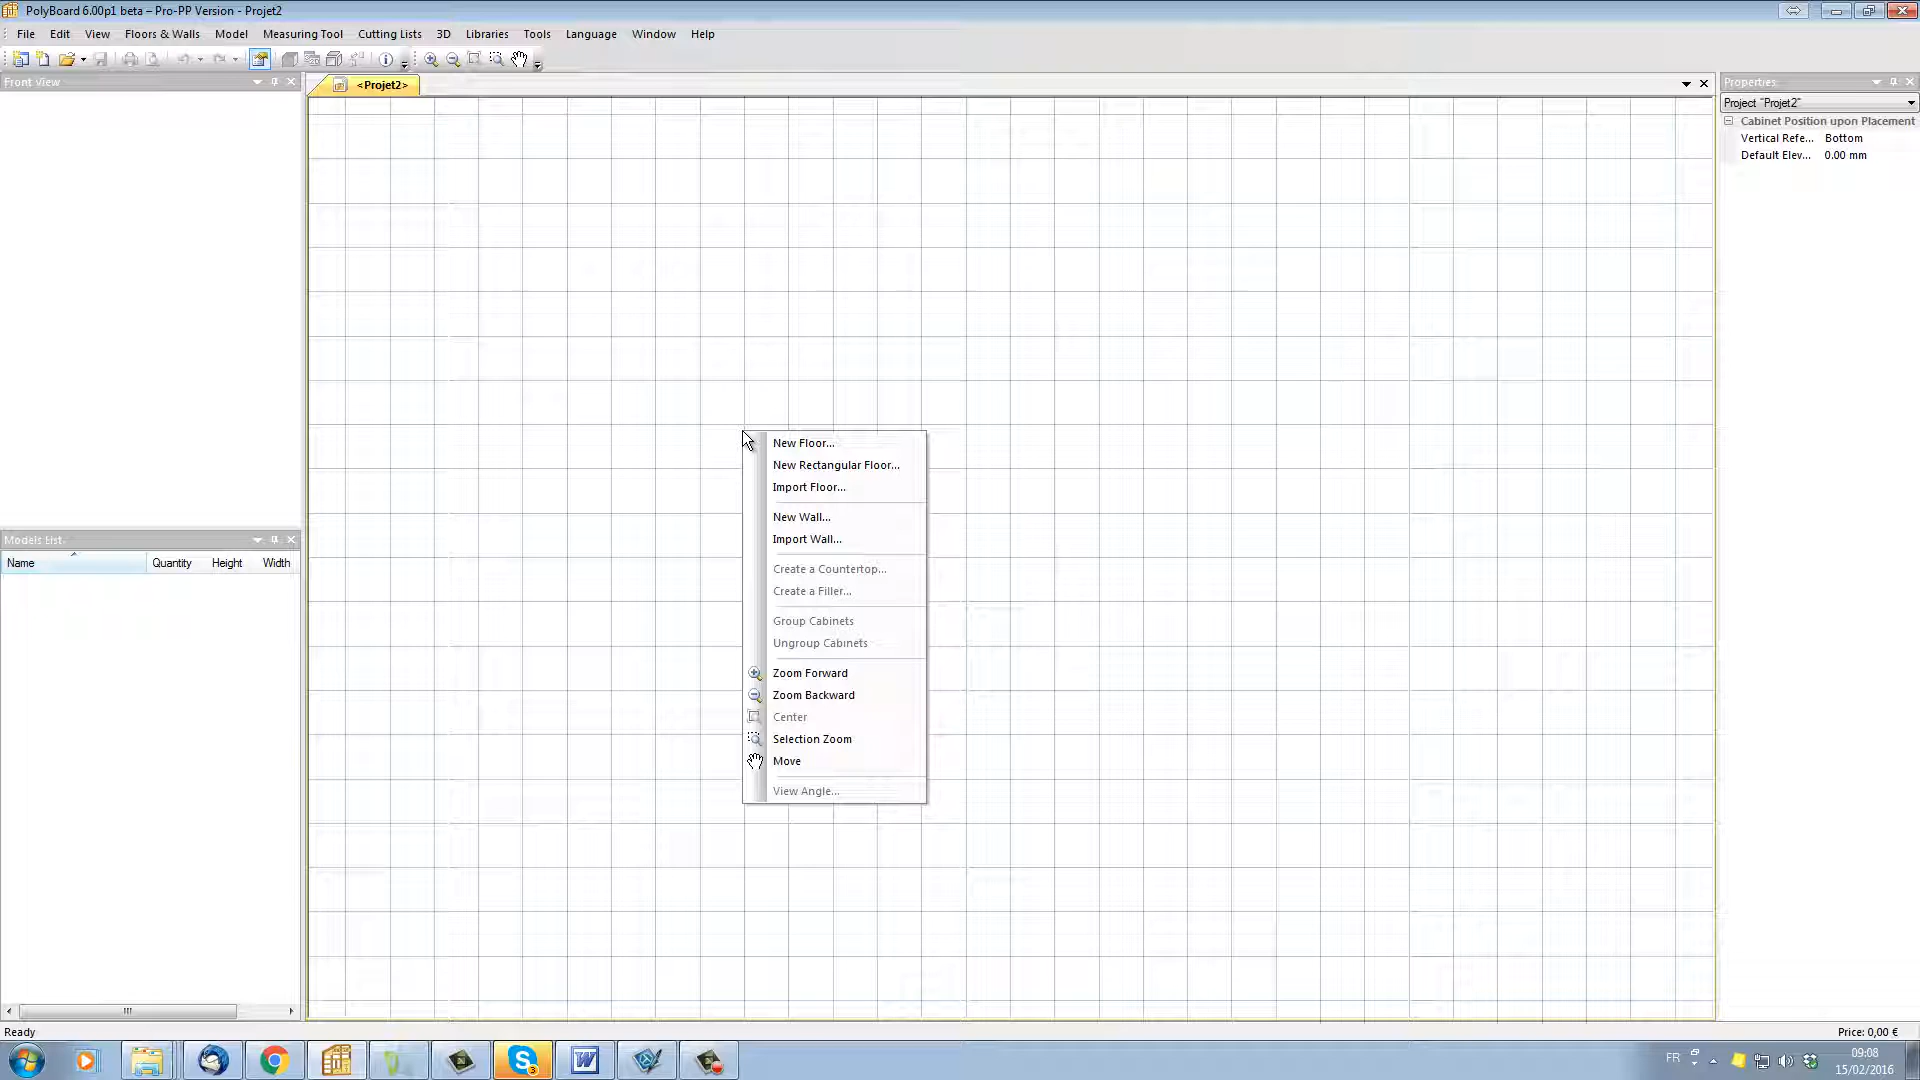 PolyBoard 6.00p1 beta – Pro-PP Version - Projet2
File Edit View Floors & Walls Model Measuring Tool Cutting Lists 3D Libraries Tools Language Window Help
Front View
<Projet2>
Properties
Project "Projet2"
Cabinet Position upon Placement
Vertical Refe... Bottom
Default Elev... 0.00 mm
New Floor...
New Rectangular Floor...
Import Floor...
New Wall...
Import Wall...
Create a Countertop...
Create a Filler...
Group Cabinets
Ungroup Cabinets
Zoom Forward
Zoom Backward
Center
Selection Zoom
Move
View Angle...
Models List
Name Quantity Height Width
Ready
Price: 0,00 €
FR
09:08
15/02/2016